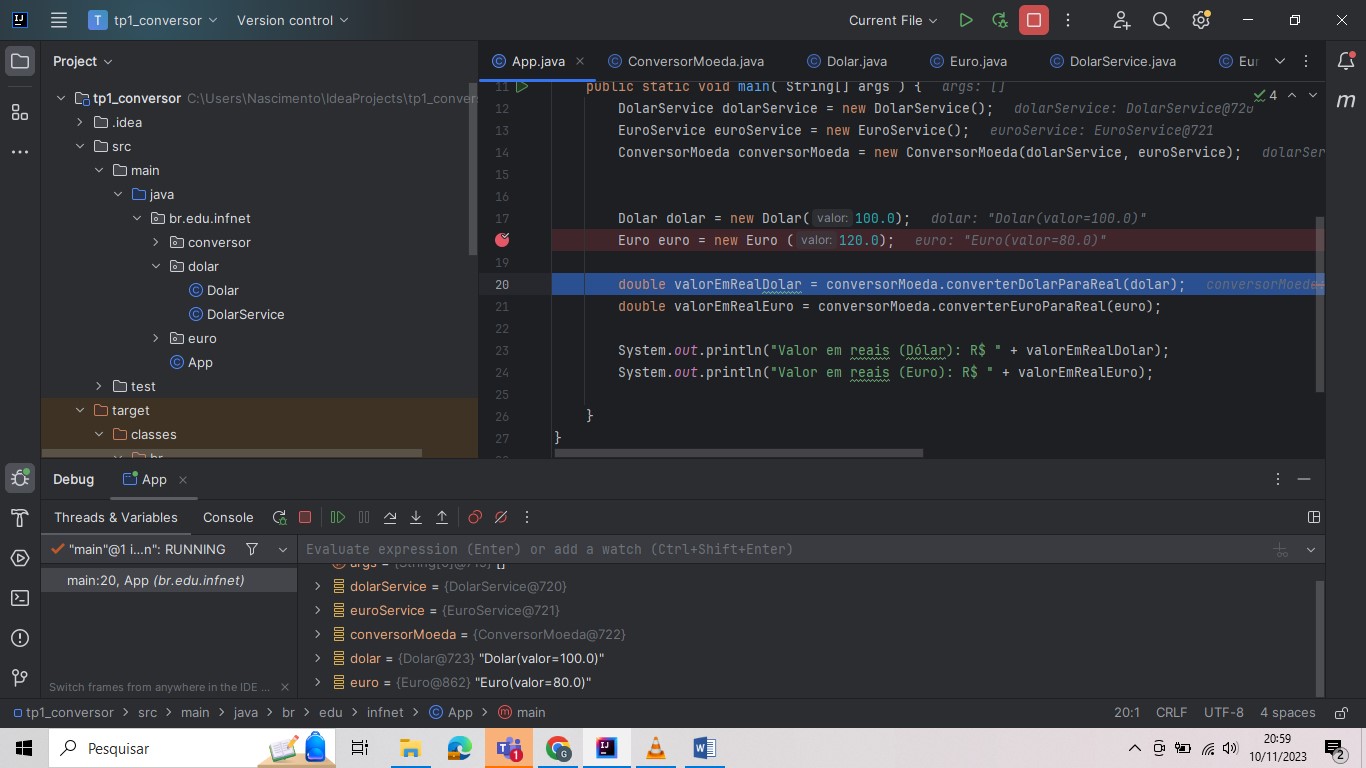 tp1_conversor Version control Current File
Project
tp1_conversor C:\Users\Nascimento\IdeaProjects\tp1_conver
.idea
src
main
java
br.edu.infnet
conversor
dolar
Dolar
DolarService
euro
App
test
target
classes
App.java ConversorMoeda.java Dolar.java Euro.java DolarService.java Eur
4
11 public static void main( String[] args ) { args: []
12 DolarService dolarService = new DolarService(); dolarService: DolarService@720
13 EuroService euroService = new EuroService(); euroService: EuroService@721
14 ConversorMoeda conversorMoeda = new ConversorMoeda(dolarService, euroService); dolarSer
15
16
17 Dolar dolar = new Dolar( valor: 100.0); dolar: "Dolar(valor=100.0)"
Euro euro = new Euro ( valor: 120.0); euro: "Euro(valor=80.0)"
19
20 double valorEmRealDolar = conversorMoeda.converterDolarParaReal(dolar); conversorMoeda
21 double valorEmRealEuro = conversorMoeda.converterEuroParaReal(euro);
22
23 System.out.println("Valor em reais (Dólar): R$ " + valorEmRealDolar);
24 System.out.println("Valor em reais (Euro): R$ " + valorEmRealEuro);
25
26 }
27 }
Debug App
Threads & Variables Console
"main"@1 i...n": RUNNING
Evaluate expression (Enter) or add a watch (Ctrl+Shift+Enter)
main:20, App (br.edu.infnet)
dolarService = {DolarService@720}
euroService = {EuroService@721}
conversorMoeda = {ConversorMoeda@722}
dolar = {Dolar@723} "Dolar(valor=100.0)"
euro = {Euro@862} "Euro(valor=80.0)"
Switch frames from anywhere in the IDE ...
tp1_conversor > src > main > java > br > edu > infnet > App > main 20:1 CRLF UTF-8 4 spaces
Pesquisar
20:59
10/11/2023